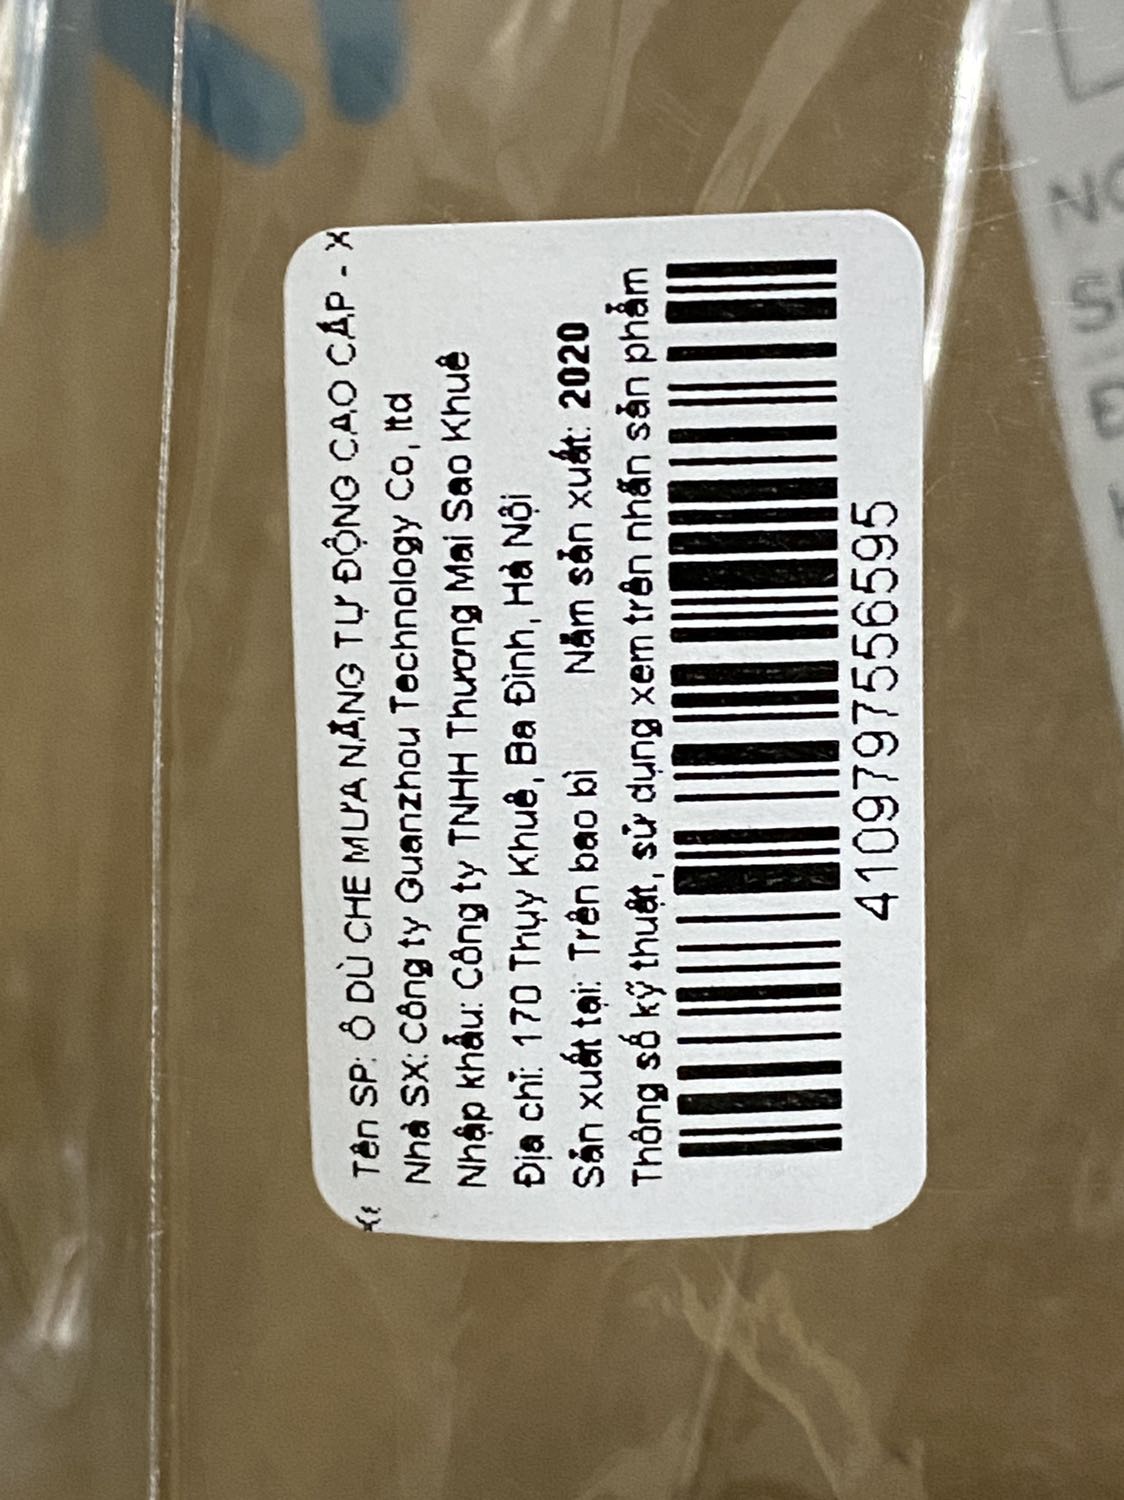 Tên SP: Ô DÙ CHE MƯA NẮNG TỰ ĐỘNG CAO CẤP - X
Nhà SX: Công ty Quanzhou Technology Co, ltd
Nhập khẩu: Công ty TNHH Thương Mại Sao Khuê
Địa chỉ: 170 Thụy Khuê, Ba Đình, Hà Nội
Sản xuất tại: Trên bao bì Năm sản xuất: 2020
Thông số kỹ thuật, sử dụng xem trên nhãn sản phẩm
4109797556595